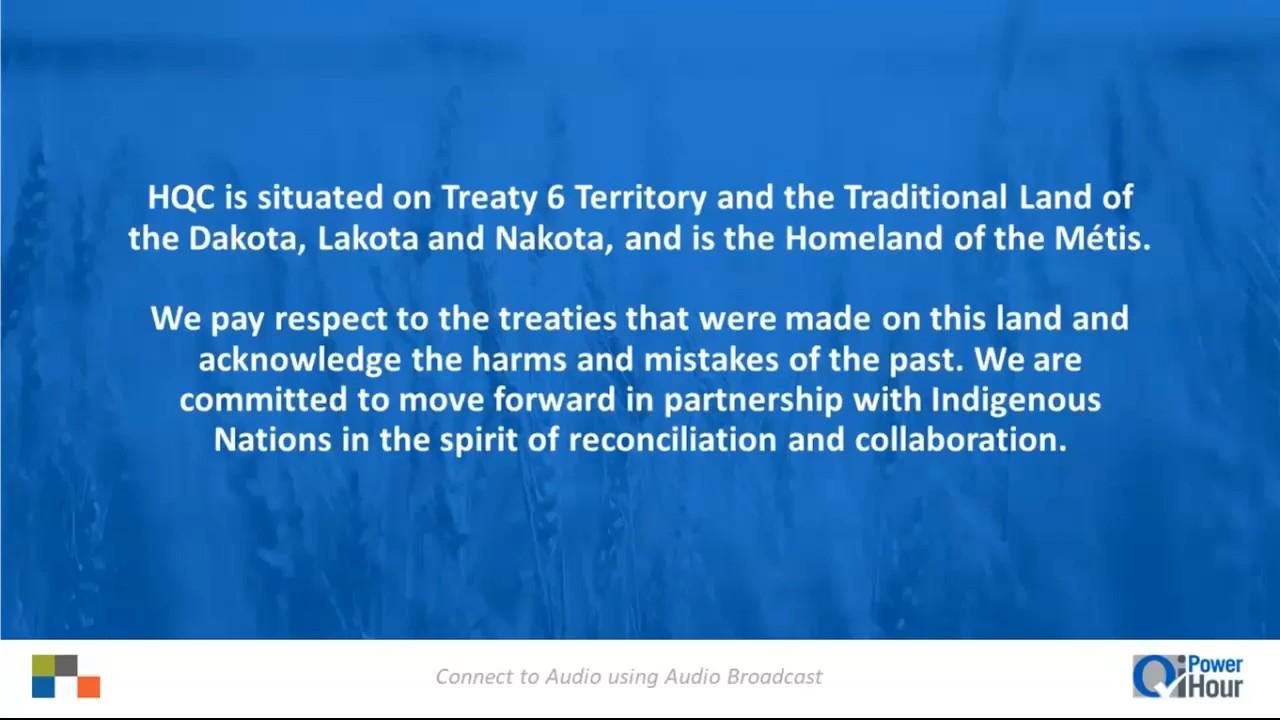 HQC is situated on Treaty 6 Territory and the Traditional Land of
the Dakota, Lakota and Nakota, and is the Homeland of the Métis.
We pay respect to the treaties that were made on this land and
acknowledge the harms and mistakes of the past. We are
committed to move forward in partnership with Indigenous
Nations in the spirit of reconciliation and collaboration.
Connect to Audio using Audio Broadcast
Qi Power
Hour